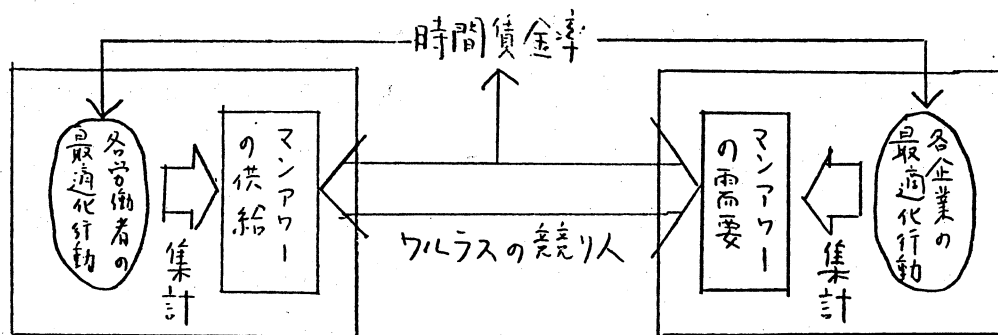 時間賃金率
各労働者の
最適化行動
集計
マンアワー
の供給
ワルラスの競り人
マンアワー
の需要
集計
各企業の
最適化行動